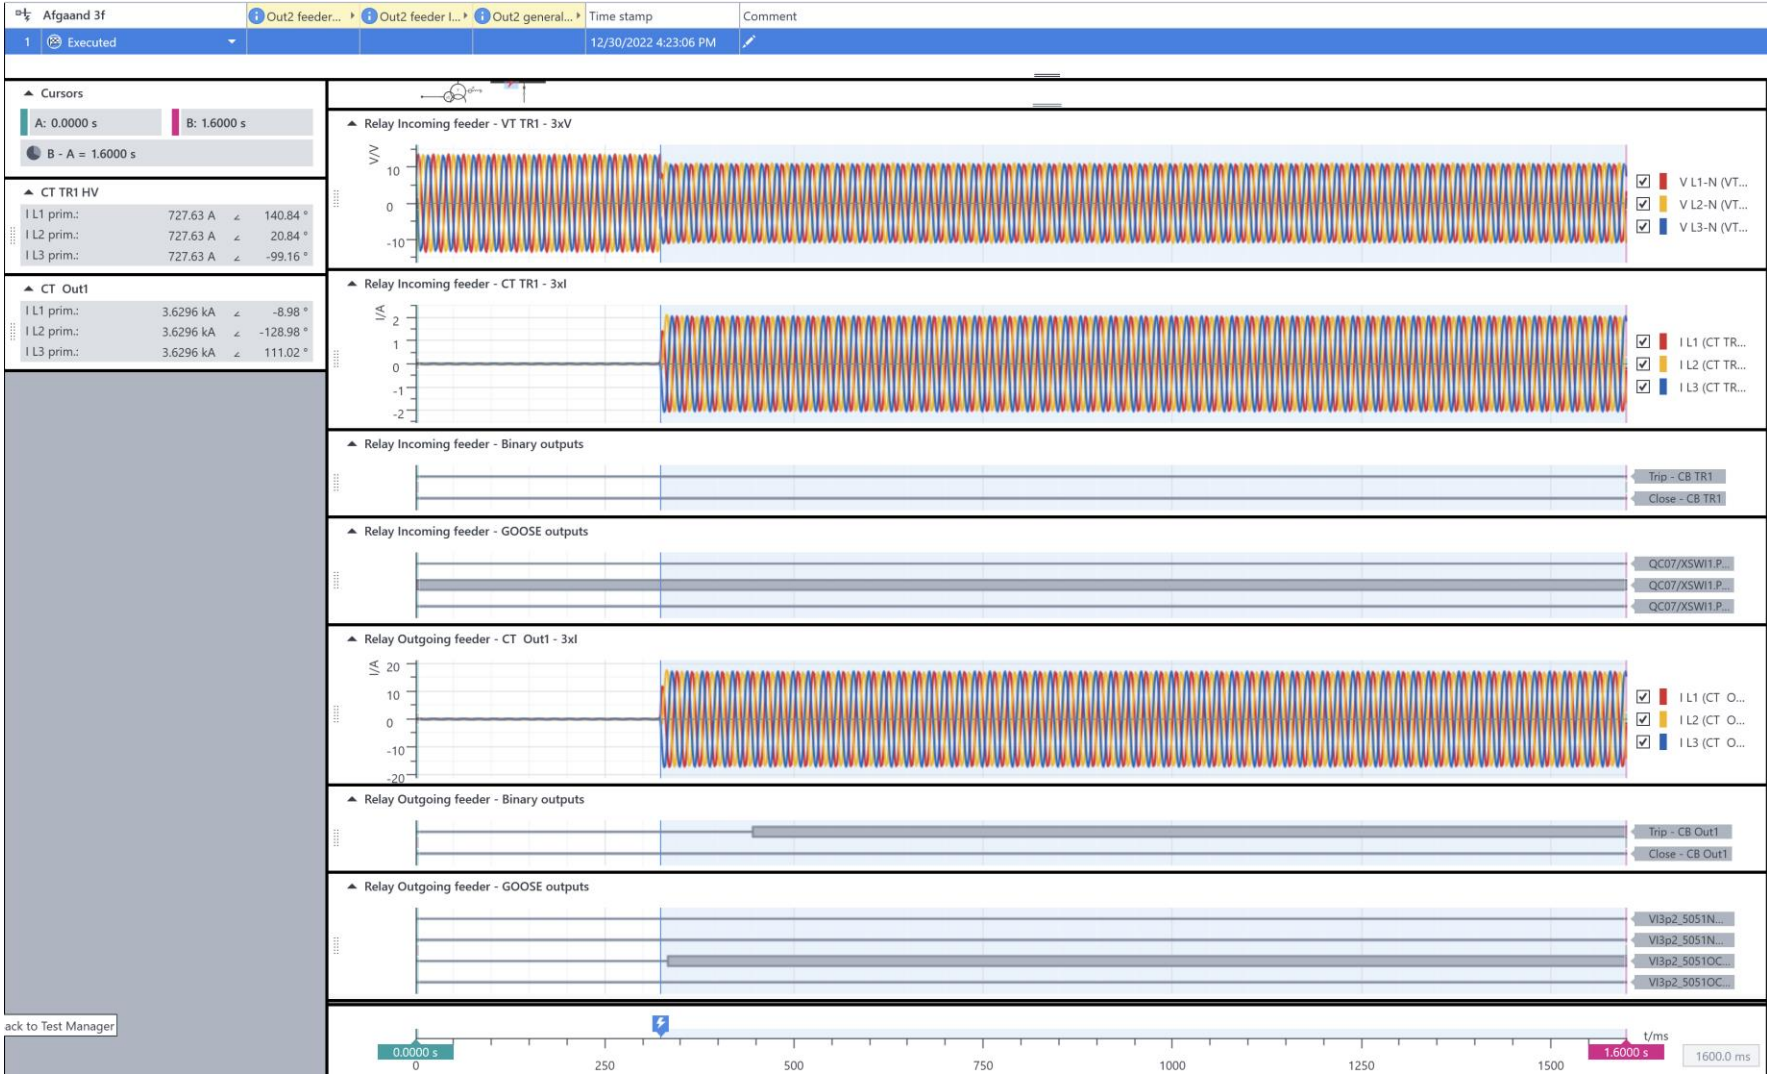 Afgaand 3f Out2 feeder... Out2 feeder I... Out2 general... Time stamp Comment
1 Executed 12/30/2022 4:23:06 PM
Cursors
A: 0.0000 s B: 1.6000 s
B - A = 1.6000 s
CT TR1 HV
I L1 prim.: 727.63 A ∠ 140.84 °
I L2 prim.: 727.63 A ∠ 20.84 °
I L3 prim.: 727.63 A ∠ -99.16 °
CT Out1
I L1 prim.: 3.6296 kA ∠ -8.98 °
I L2 prim.: 3.6296 kA ∠ -128.98 °
I L3 prim.: 3.6296 kA ∠ 111.02 °
ack to Test Manager
Relay Incoming feeder - VT TR1 - 3xV
V/V
10
0
-10
V L1-N (VT...
V L2-N (VT...
V L3-N (VT...
Relay Incoming feeder - CT TR1 - 3xI
I/A
2
1
0
-1
-2
I L1 (CT TR...
I L2 (CT TR...
I L3 (CT TR...
Relay Incoming feeder - Binary outputs
Trip - CB TR1
Close - CB TR1
Relay Incoming feeder - GOOSE outputs
QC07/XSWI1.P...
QC07/XSWI1.P...
QC07/XSWI1.P...
Relay Outgoing feeder - CT Out1 - 3xI
I/A
20
10
0
-10
-20
I L1 (CT O...
I L2 (CT O...
I L3 (CT O...
Relay Outgoing feeder - Binary outputs
Trip - CB Out1
Close - CB Out1
Relay Outgoing feeder - GOOSE outputs
VI3p2_5051N...
VI3p2_5051N...
VI3p2_5051OC...
VI3p2_5051OC...
t/ms
0.0000 s 1.6000 s 1600.0 ms
0 250 500 750 1000 1250 1500